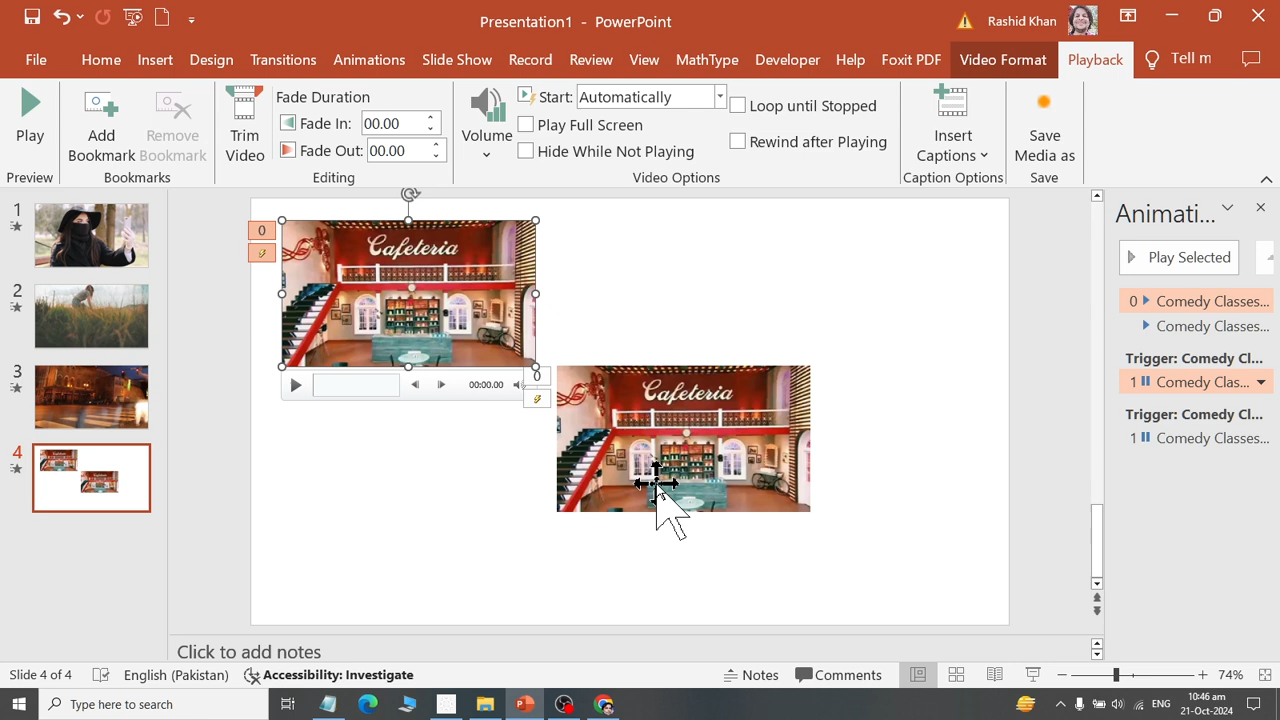 Presentation1 - PowerPoint
Rashid Khan
File Home Insert Design Transitions Animations Slide Show Record Review View MathType Developer Help Foxit PDF Video Format Playback Tell m
Play
Add Bookmark
Remove Bookmark
Trim Video
Fade Duration
Fade In: 00.00
Fade Out: 00.00
Volume
Start: Automatically
Play Full Screen
Hide While Not Playing
Loop until Stopped
Rewind after Playing
Insert Captions
Save Media as
Preview Bookmarks Editing Video Options Caption Options Save
1
2
3
4
0
Cafeteria
00:00.00
0
Cafeteria
Animati...
Play Selected
0 Comedy Classes...
Comedy Classes...
Trigger: Comedy Cl...
1 Comedy Clas...
Trigger: Comedy Cl...
1 Comedy Classes...
Click to add notes
Slide 4 of 4 English (Pakistan) Accessibility: Investigate Notes Comments 74%
Type here to search
ENG
10:46 am
21-Oct-2024